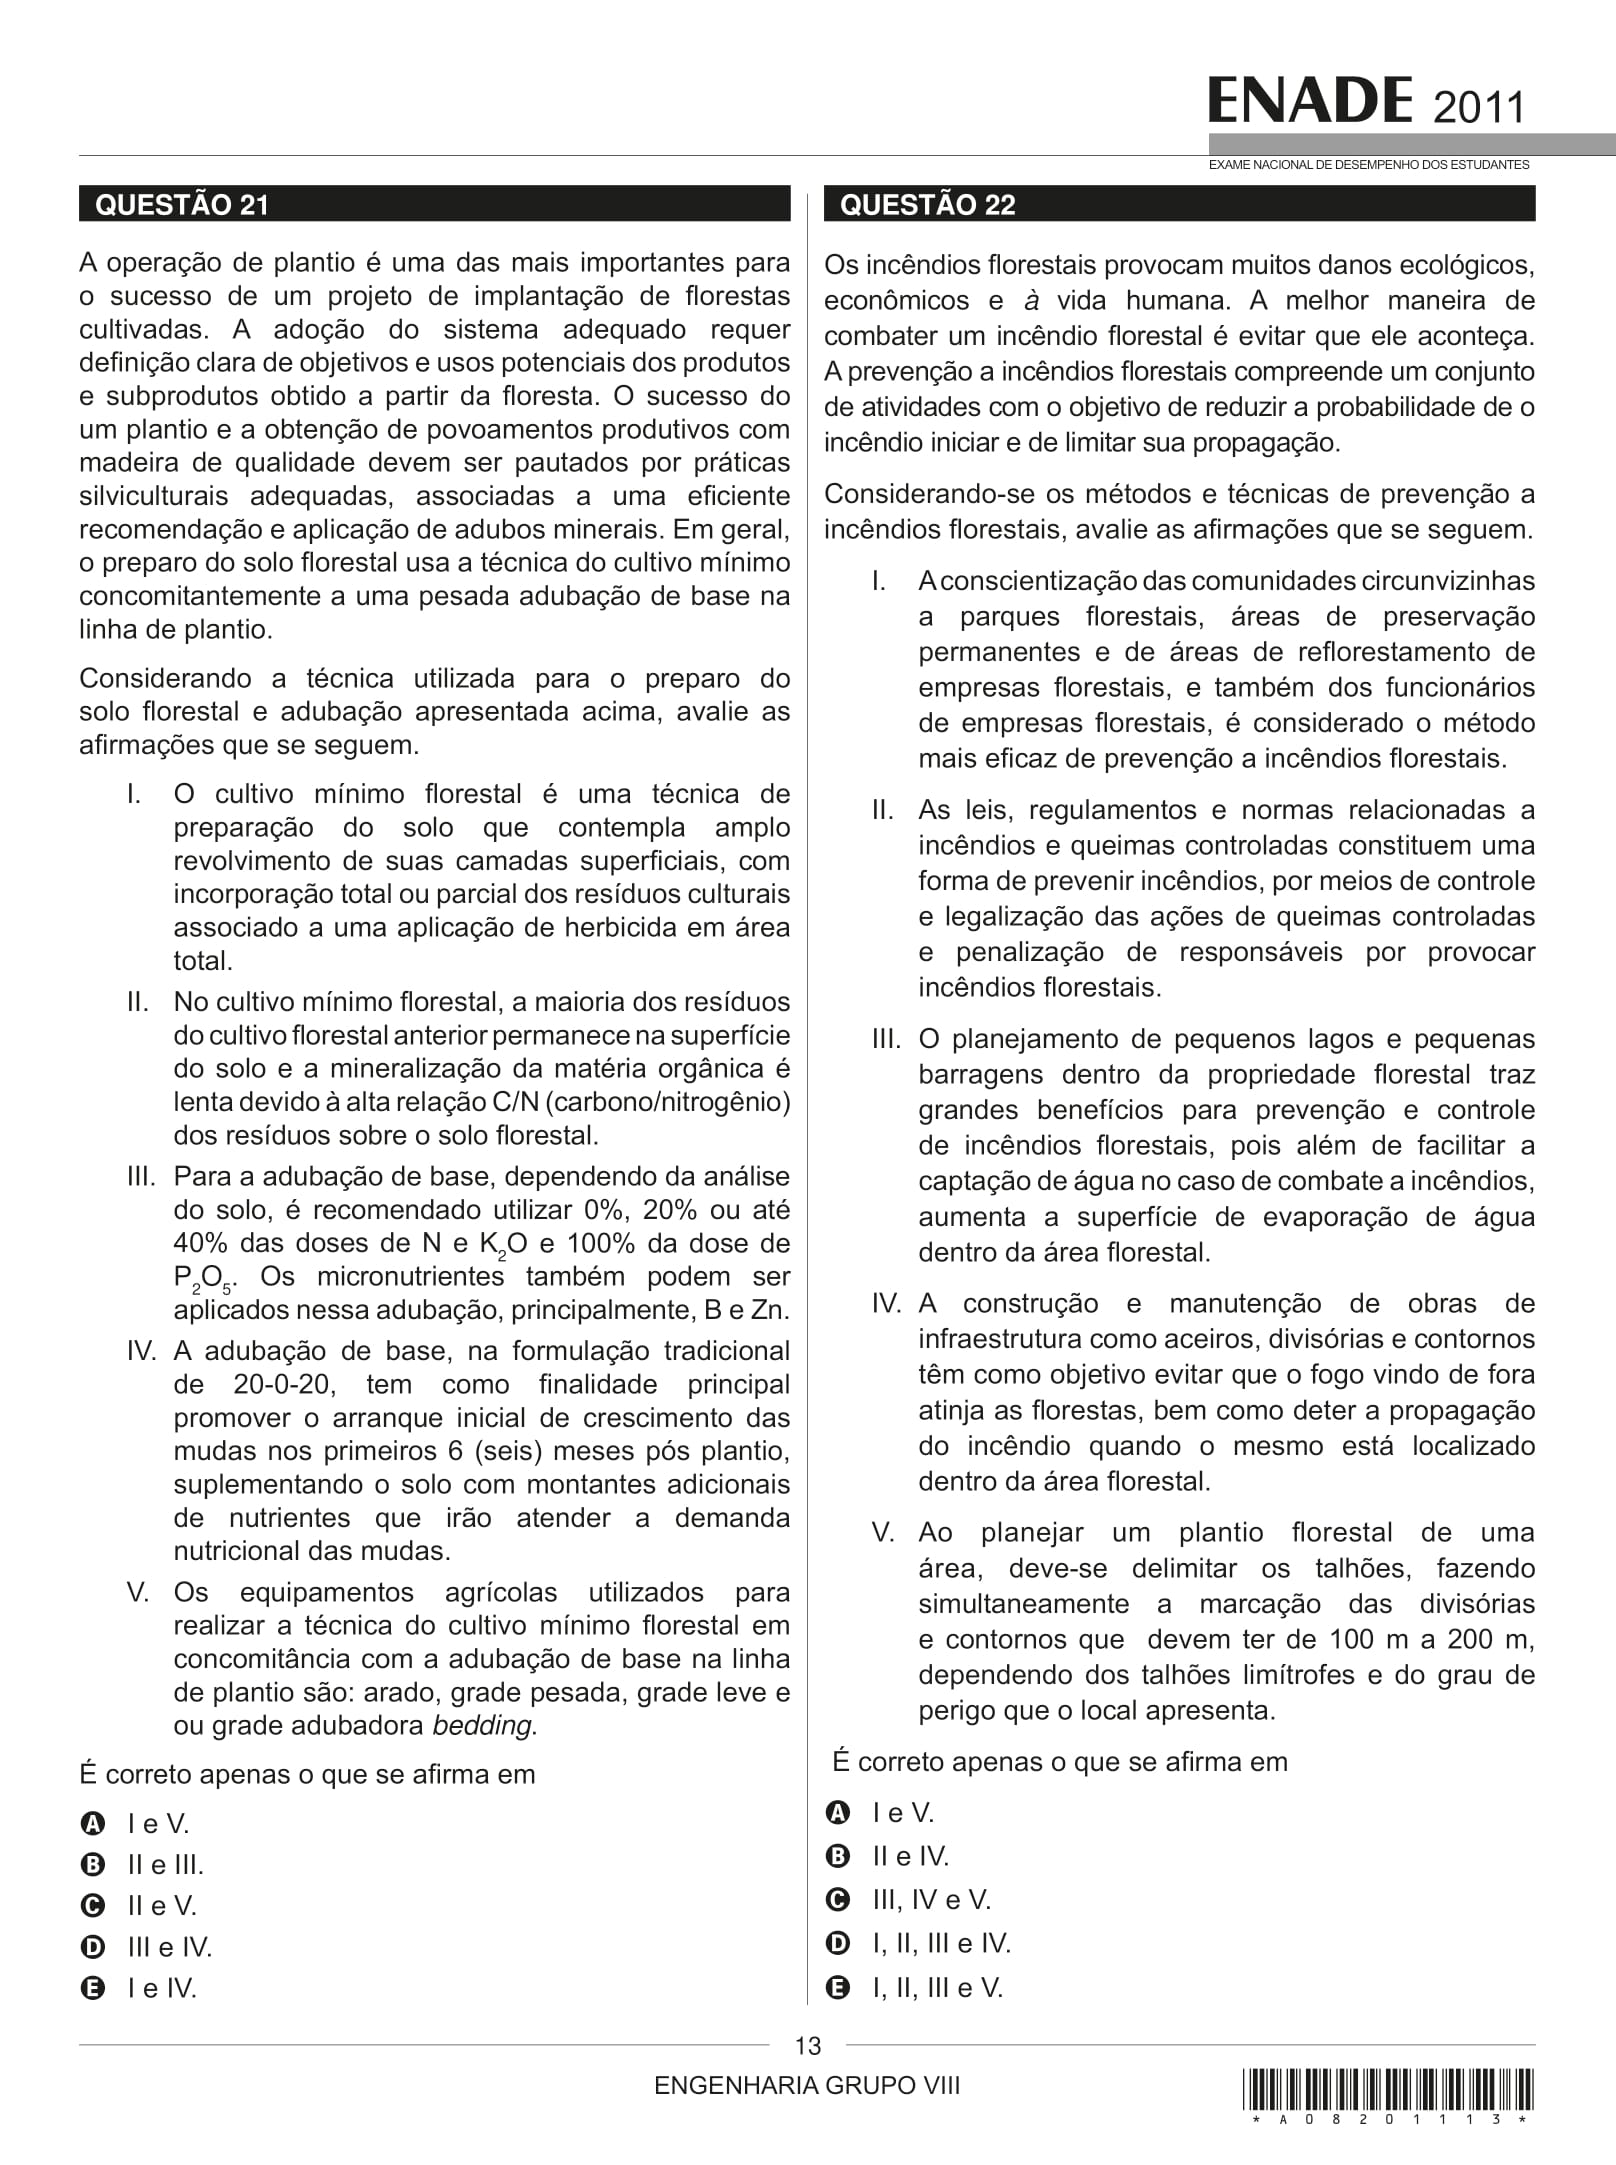 ENADE 2011
EXAME NACIONAL DE DESEMPENHO DOS ESTUDANTES
QUESTÃO 21
A operação de plantio é uma das mais importantes para
o sucesso de um projeto de implantação de florestas
cultivadas. A adoção do sistema adequado requer
definição clara de objetivos e usos potenciais dos produtos
e subprodutos obtido a partir da floresta. O sucesso do
um plantio e a obtenção de povoamentos produtivos com
madeira de qualidade devem ser pautados por práticas
silviculturais adequadas, associadas a uma eficiente
recomendação e aplicação de adubos minerais. Em geral,
o preparo do solo florestal usa a técnica do cultivo mínimo
concomitantemente a uma pesada adubação de base na
linha de plantio.
Considerando a técnica utilizada para o preparo do
solo florestal e adubação apresentada acima, avalie as
afirmações que se seguem.
I. O cultivo mínimo florestal é uma técnica de
preparação do solo que contempla amplo
revolvimento de suas camadas superficiais, com
incorporação total ou parcial dos resíduos culturais
associado a uma aplicação de herbicida em área
total.
II. No cultivo mínimo florestal, a maioria dos resíduos
do cultivo florestal anterior permanece na superfície
do solo e a mineralização da matéria orgânica é
lenta devido à alta relação C/N (carbono/nitrogênio)
dos resíduos sobre o solo florestal.
III. Para a adubação de base, dependendo da análise
do solo, é recomendado utilizar 0%, 20% ou até
40% das doses de N e K2O e 100% da dose de
P2O5. Os micronutrientes também podem ser
aplicados nessa adubação, principalmente, B e Zn.
IV. A adubação de base, na formulação tradicional
de 20-0-20, tem como finalidade principal
promover o arranque inicial de crescimento das
mudas nos primeiros 6 (seis) meses pós plantio,
suplementando o solo com montantes adicionais
de nutrientes que irão atender a demanda
nutricional das mudas.
V. Os equipamentos agrícolas utilizados para
realizar a técnica do cultivo mínimo florestal em
concomitância com a adubação de base na linha
de plantio são: arado, grade pesada, grade leve e
ou grade adubadora bedding.
É correto apenas o que se afirma em
A I e V.
B II e III.
C II e V.
D III e IV.
E I e IV.
QUESTÃO 22
Os incêndios florestais provocam muitos danos ecológicos,
econômicos e à vida humana. A melhor maneira de
combater um incêndio florestal é evitar que ele aconteça.
A prevenção a incêndios florestais compreende um conjunto
de atividades com o objetivo de reduzir a probabilidade de o
incêndio iniciar e de limitar sua propagação.
Considerando-se os métodos e técnicas de prevenção a
incêndios florestais, avalie as afirmações que se seguem.
I. A conscientização das comunidades circunvizinhas
a parques florestais, áreas de preservação
permanentes e de áreas de reflorestamento de
empresas florestais, e também dos funcionários
de empresas florestais, é considerado o método
mais eficaz de prevenção a incêndios florestais.
II. As leis, regulamentos e normas relacionadas a
incêndios e queimas controladas constituem uma
forma de prevenir incêndios, por meios de controle
e legalização das ações de queimas controladas
e penalização de responsáveis por provocar
incêndios florestais.
III. O planejamento de pequenos lagos e pequenas
barragens dentro da propriedade florestal traz
grandes benefícios para prevenção e controle
de incêndios florestais, pois além de facilitar a
captação de água no caso de combate a incêndios,
aumenta a superfície de evaporação de água
dentro da área florestal.
IV. A construção e manutenção de obras de
infraestrutura como aceiros, divisórias e contornos
têm como objetivo evitar que o fogo vindo de fora
atinja as florestas, bem como deter a propagação
do incêndio quando o mesmo está localizado
dentro da área florestal.
V. Ao planejar um plantio florestal de uma
área, deve-se delimitar os talhões, fazendo
simultaneamente a marcação das divisórias
e contornos que devem ter de 100 m a 200 m,
dependendo dos talhões limítrofes e do grau de
perigo que o local apresenta.
É correto apenas o que se afirma em
A I e V.
B II e IV.
C III, IV e V.
D I, II, III e IV.
E I, II, III e V.
13
ENGENHARIA GRUPO VIII
* A 0 8 2 0 1 1 1 3 *